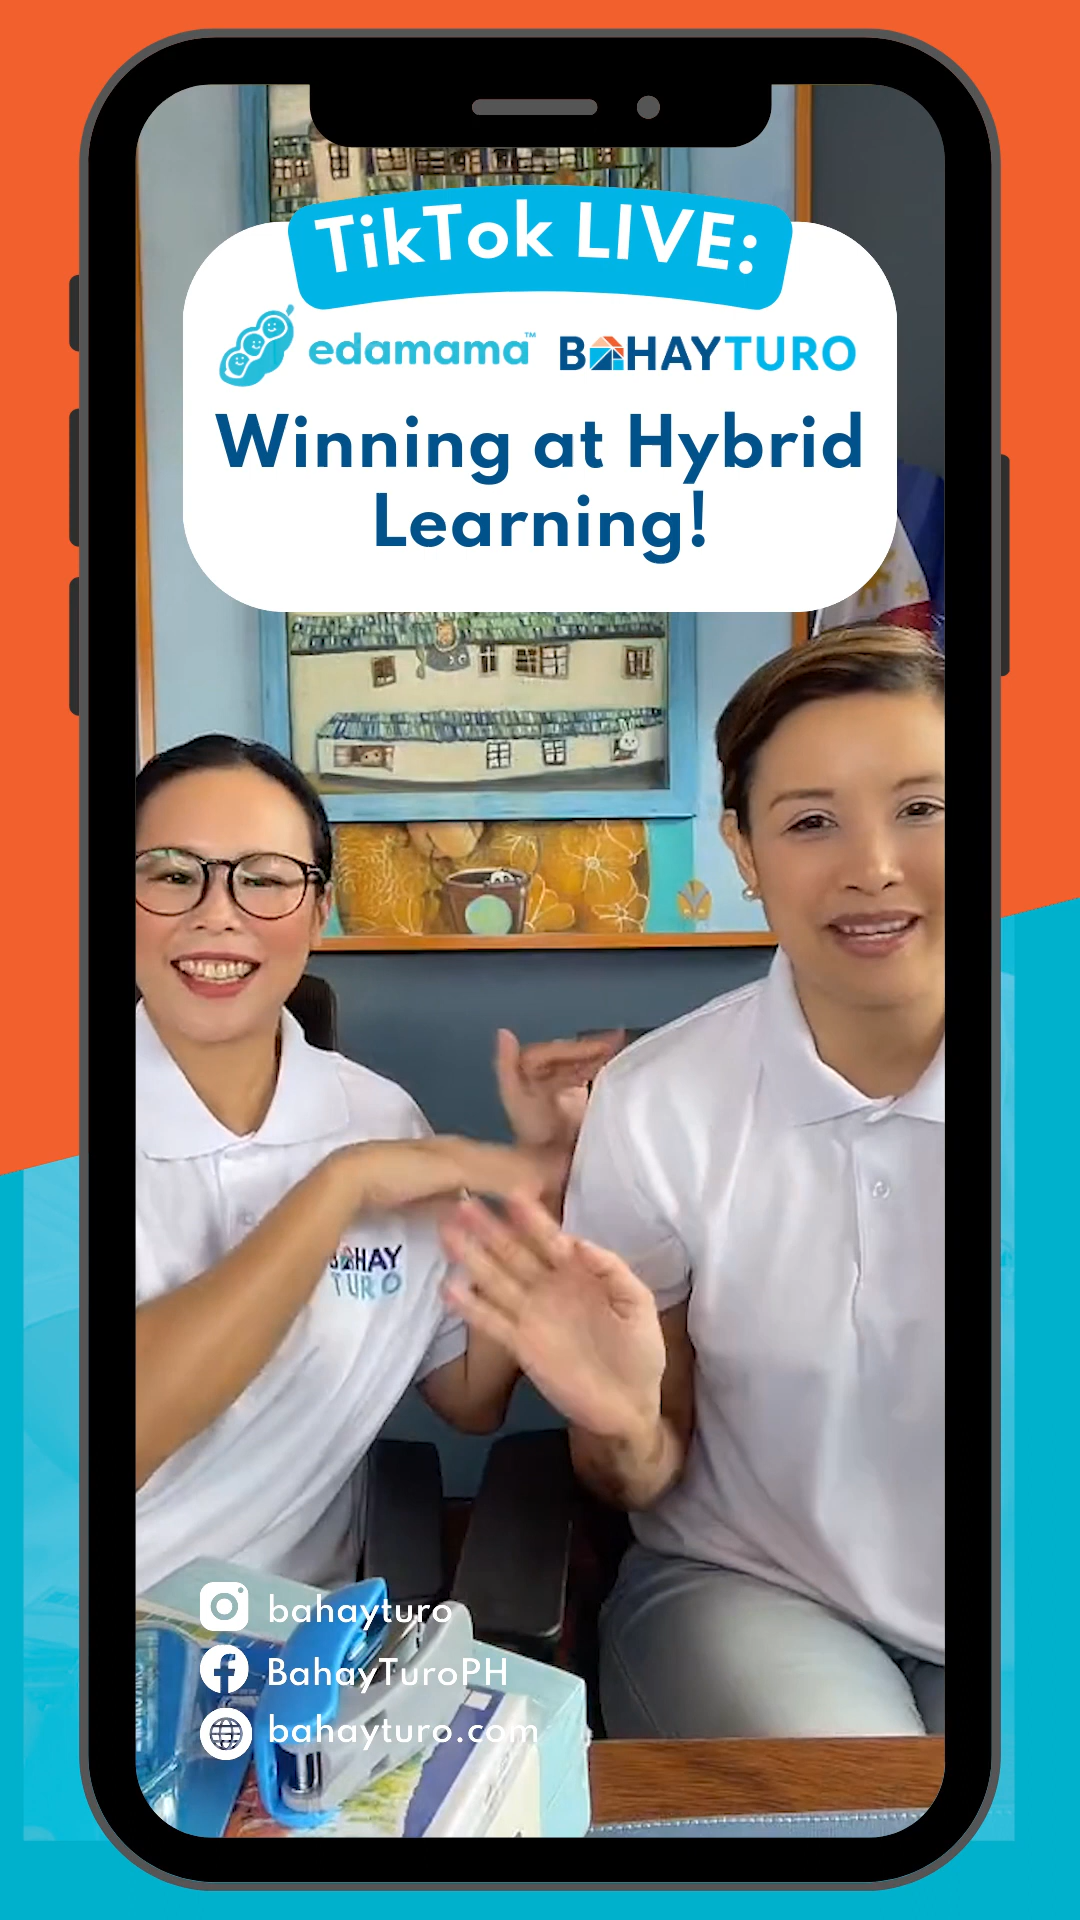 TikTok LIVE:
edamama™ BAHAYTURO
Winning at Hybrid
Learning!
BAHAY
TURO
bahayturo
BahayTuroPH
bahayturo.com